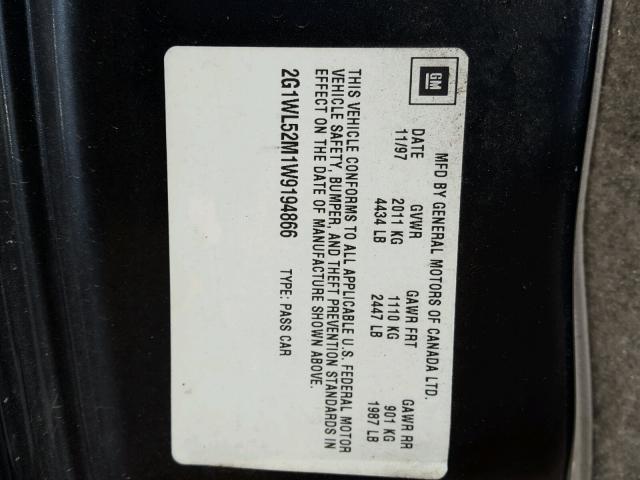 GM
MFD BY GENERAL MOTORS OF CANADA LTD.
DATE GVWR GAWR FRT GAWR RR
11/97 2011 KG 1110 KG 901 KG
4434 LB 2447 LB 1987 LB
THIS VEHICLE CONFORMS TO ALL APPLICABLE U.S. FEDERAL MOTOR
VEHICLE SAFETY, BUMPER, AND THEFT PREVENTION STANDARDS IN
EFFECT ON THE DATE OF MANUFACTURE SHOWN ABOVE.
2G1WL52M1W9194866 TYPE: PASS CAR